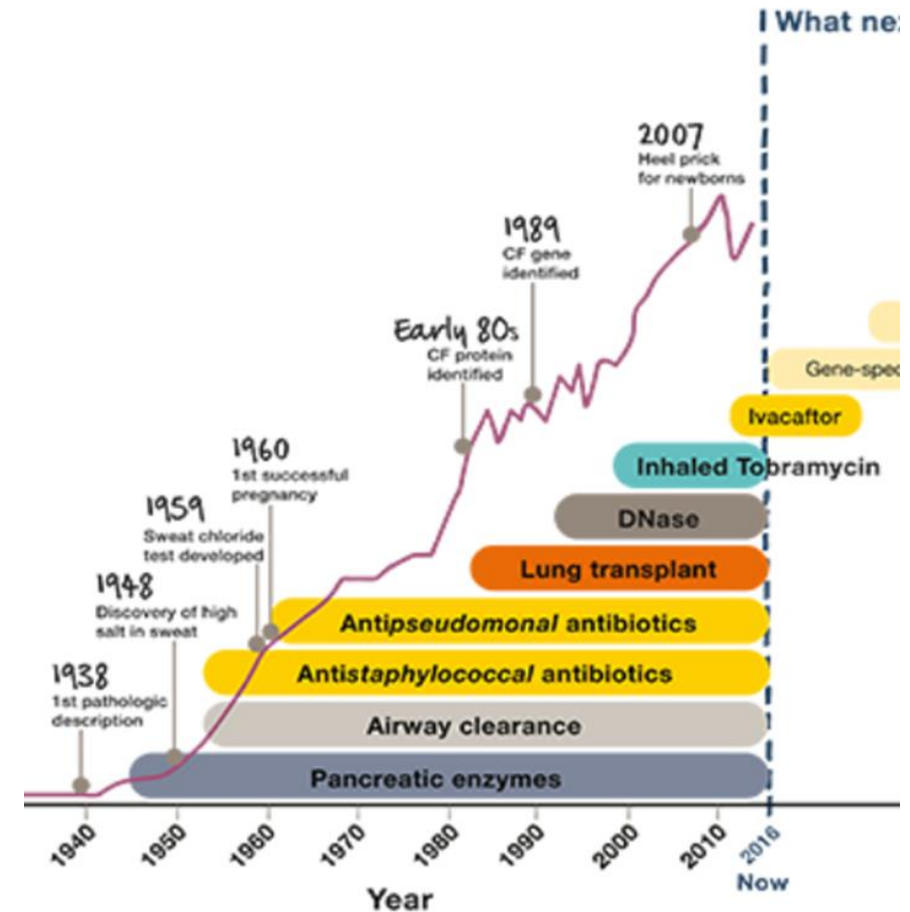 What
2007
Heel prick
for newborns
1989
CF gene
identified
Early 80s
CF protein
identified
Gene-spec
Ivacaftor
1960
1st successful
pregnancy
Inhaled Tobramycin
1959
Sweat chloride
test developed
DNase
Lung transplant
1948
Discovery of high
salt in sweat
Antipseudomonal antibiotics
1938
1st pathologic
description
Antistaphylococcal antibiotics
Airway clearance
Pancreatic enzymes
1940 1950 1960 1970 1980 1990 2000 2010 2016
Now
Year